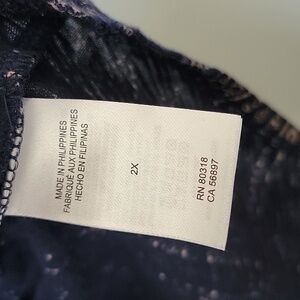 MADE IN PHILIPPINES
FABRIQUÉ AUX PHILIPPINES
HECHO EN FILIPINAS
2X
RN 80318
CA 56897